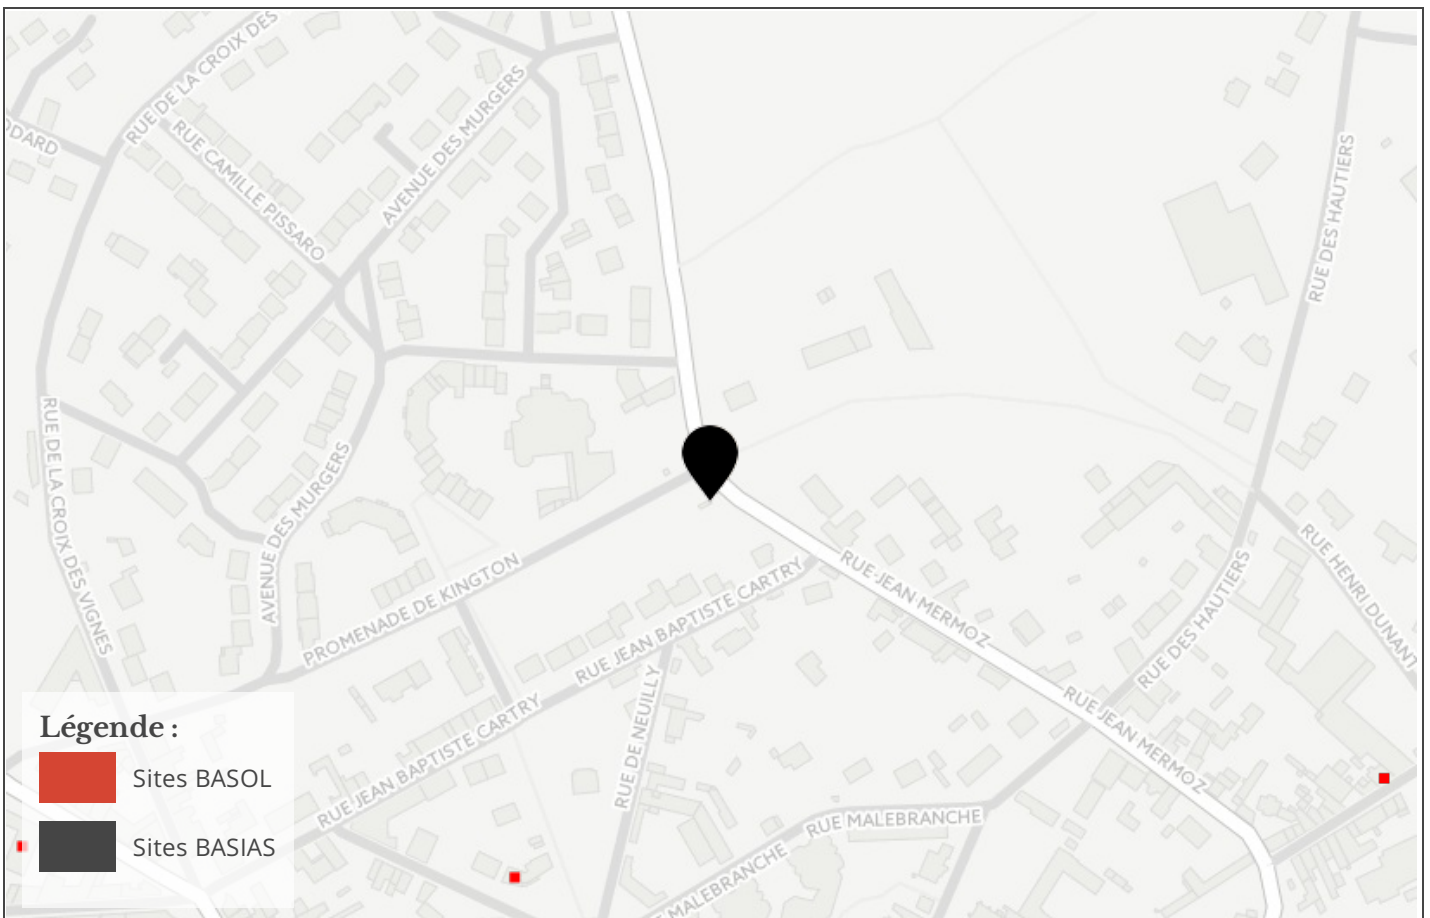 RUE DE LA CROIX DES
DDARD
RUE CAMILLE PISSARO
AVENUE DES MURGERS
RUE DES HAUTIERS
RUE DE LA CROIX DES VIGNES
AVENUE DES MURGERS
PROMENADE DE KINGTON
RUE JEAN BAPTISTE CARTRY
RUE JEAN MERMOZ
RUE DES HAUTIERS
RUE HENRI DUNANT
RUE DE NEUILLY
RUE JEAN BAPTISTE CARTRY
RUE JEAN MERMOZ
RUE MALEBRANCHE
E MALEBRANCHE
Légende :
Sites BASOL
Sites BASIAS